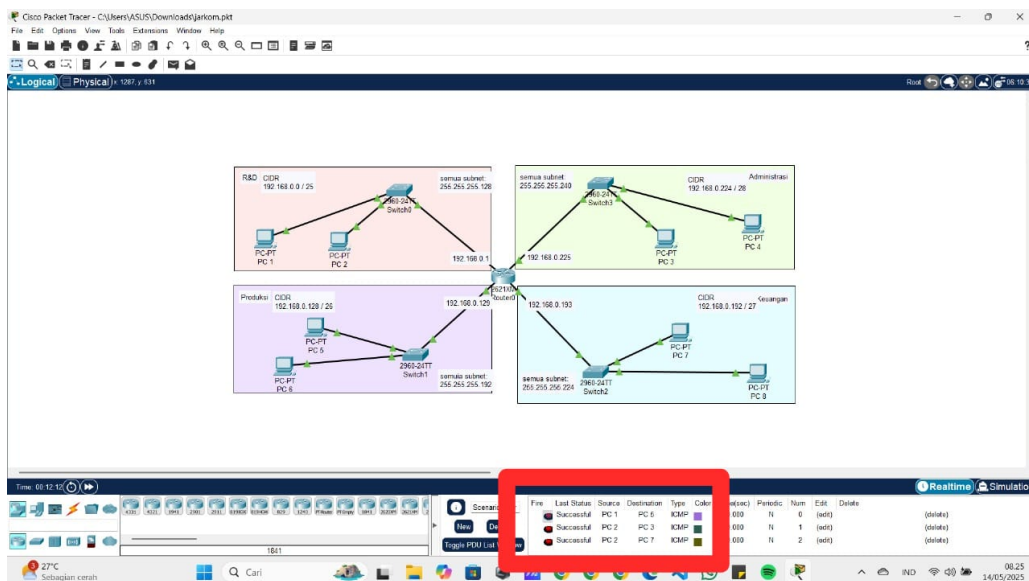 Cisco Packet Tracer - C:\Users\ASUS\Downloads\jarkom.pkt
File Edit Options View Tools Extensions Window Help
Logical Physical x: 1287, y: 631
Root
R&D CIDR
192.168.0.0 / 25
semua subnet:
255.255.255.128
2960-24TT
Switch0
PC-PT
PC 1
PC-PT
PC 2
192.168.0.1
semua subnet:
255.255.255.240
2960-24TT
Switch3
CIDR
192.168.0.224 / 28
Administrasi
PC-PT
PC 4
PC-PT
PC 3
192.168.0.225
2621XM
Router0
Produksi CIDR
192.168.0.128 / 26
192.168.0.129
PC-PT
PC 5
PC-PT
PC 6
2960-24TT
Switch1
semua subnet:
255.255.255.192
192.168.0.193
CIDR
192.168.0.192 / 27
Keuangan
PC-PT
PC 7
semua subnet:
255.255.255.224
2960-24TT
Switch2
PC-PT
PC 8
Time: 00:12:12
Realtime Simulation
1841
New
Toggle PDU List
Fire Last Status Source Destination Type Color Periodic Num Edit Delete
Successful PC 1 PC 5 ICMP N 0 (edit) (delete)
Successful PC 2 PC 3 ICMP N 1 (edit) (delete)
Successful PC 2 PC 7 ICMP N 2 (edit) (delete)
27°C
Sebagian cerah
Cari
IND
08.25
14/05/2025